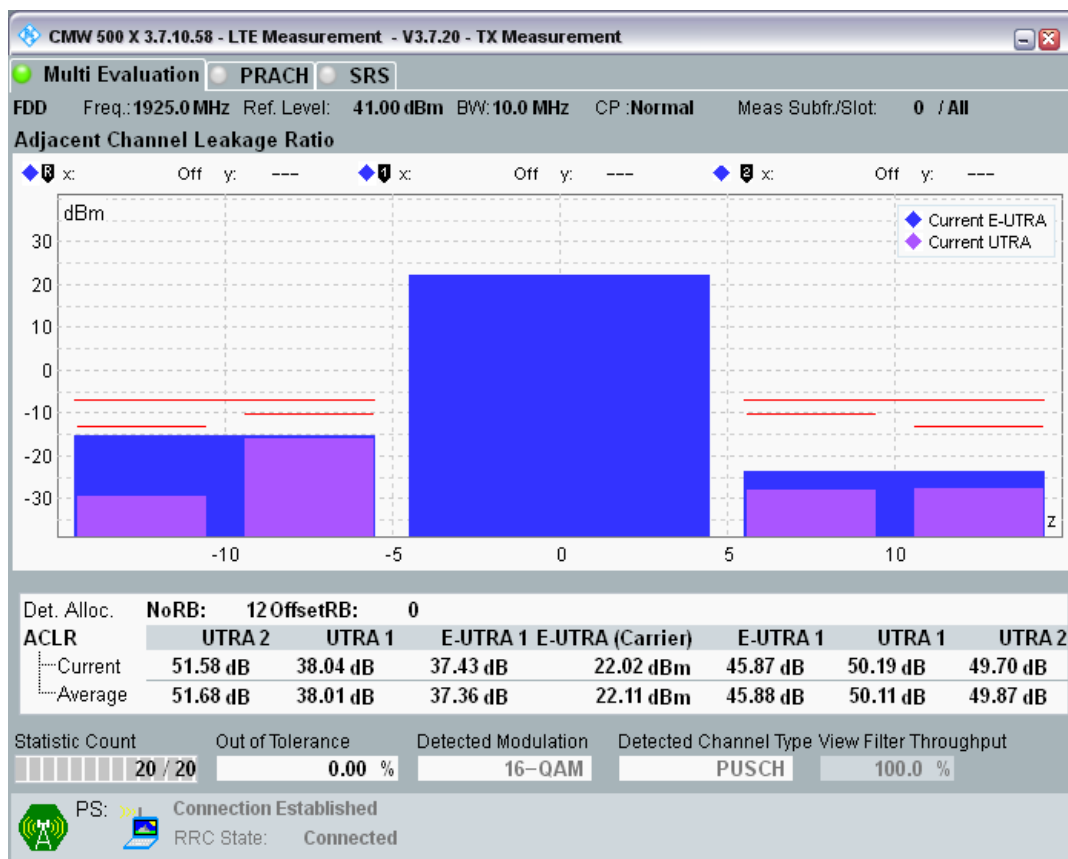 CMW 500 X 3.7.10.58 - LTE Measurement - V3.7.20 - TX Measurement
Multi Evaluation PRACH SRS
FDD Freq.: 1925.0 MHz Ref. Level: 41.00 dBm BW: 10.0 MHz CP :Normal Meas Subfr./Slot: 0 / All
Adjacent Channel Leakage Ratio
R x: Off y: --- 1 x: Off y: --- 2 x: Off y: ---
dBm
Current E-UTRA
Current UTRA
30
20
10
0
-10
-20
-30
z
-10 -5 0 5 10
Det. Alloc. NoRB: 12 OffsetRB: 0
ACLR UTRA 2 UTRA 1 E-UTRA 1 E-UTRA (Carrier) E-UTRA 1 UTRA 1 UTRA 2
Current 51.58 dB 38.04 dB 37.43 dB 22.02 dBm 45.87 dB 50.19 dB 49.70 dB
Average 51.68 dB 38.01 dB 37.36 dB 22.11 dBm 45.88 dB 50.11 dB 49.87 dB
Statistic Count Out of Tolerance Detected Modulation Detected Channel Type View Filter Throughput
20 / 20 0.00 % 16-QAM PUSCH 100.0 %
PS: Connection Established
RRC State: Connected